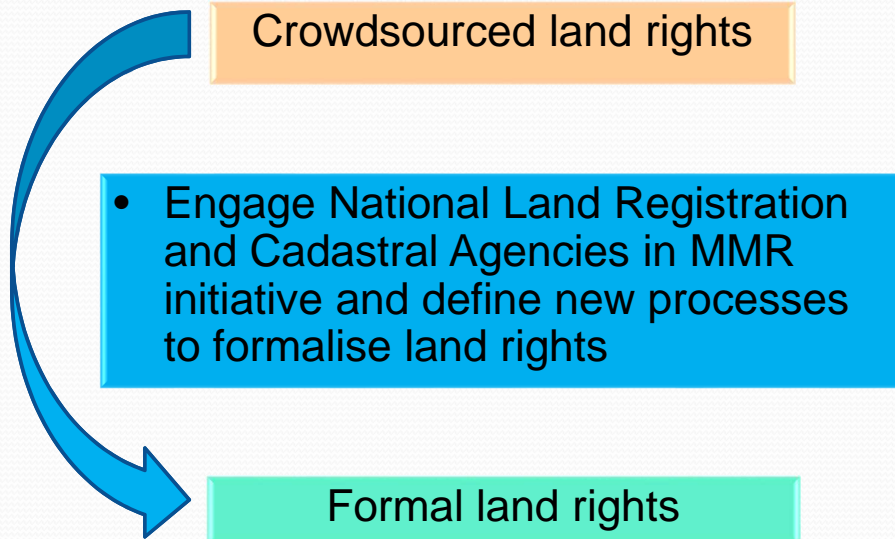 Crowdsourced land rights
• Engage National Land Registration
and Cadastral Agencies in MMR
initiative and define new processes
to formalise land rights
Formal land rights